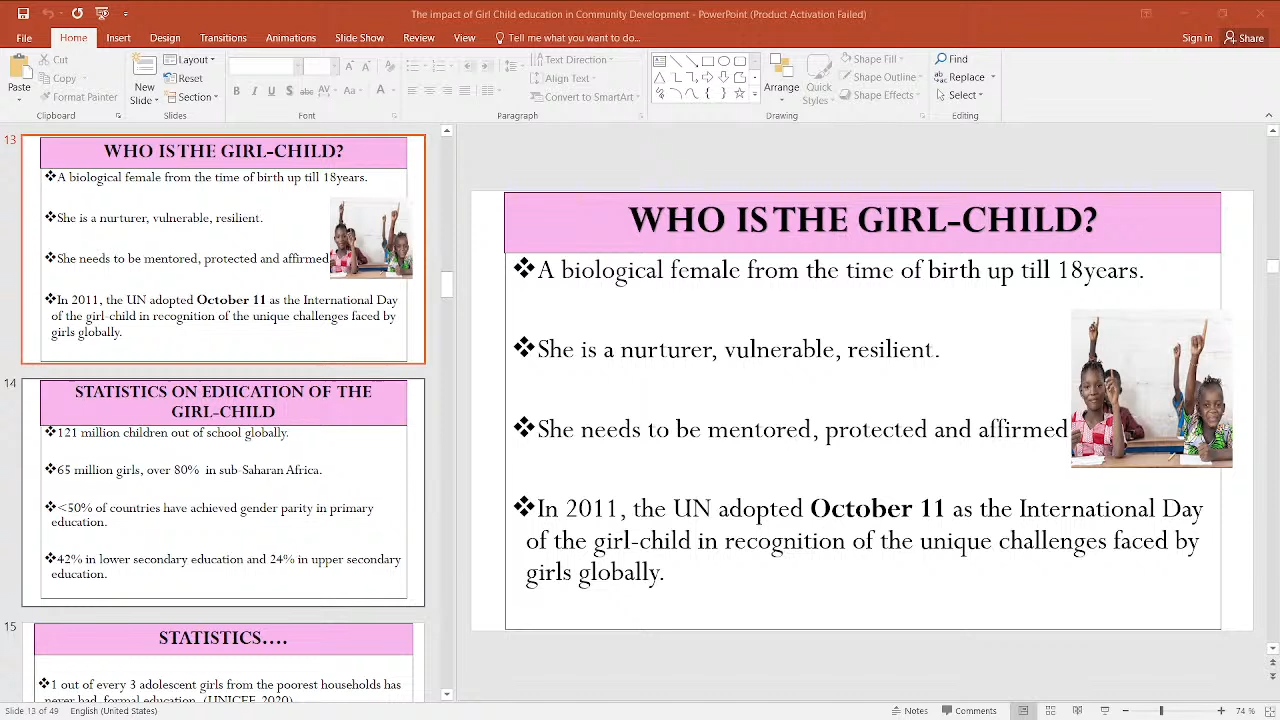 The impact of Girl Child education in Community Development - PowerPoint (Product Activation Failed)
File Home Insert Design Transitions Animations Slide Show Review View Tell me what you want to do... Sign in Share
Paste
Cut
Copy
Format Painter
Clipboard
New
Slide
Layout
Reset
Section
Slides
B I U S abc AV Aa A
Font
Text Direction
Align Text
Convert to SmartArt
Paragraph
Arrange
Quick
Styles
Shape Fill
Shape Outline
Shape Effects
Drawing
Find
Replace
Select
Editing
13
WHO IS THE GIRL-CHILD?
❖A biological female from the time of birth up till 18years.
❖She is a nurturer, vulnerable, resilient.
❖She needs to be mentored, protected and affirmed
❖In 2011, the UN adopted October 11 as the International Day
of the girl-child in recognition of the unique challenges faced by
girls globally.
14
STATISTICS ON EDUCATION OF THE
GIRL-CHILD
❖121 million children out of school globally.
❖65 million girls, over 80% in sub-Saharan Africa.
❖<50% of countries have achieved gender parity in primary
education.
❖42% in lower secondary education and 24% in upper secondary
education.
15
STATISTICS….
❖1 out of every 3 adolescent girls from the poorest households has
never had formal education. (UNICEF, 2020)
WHO IS THE GIRL-CHILD?
❖A biological female from the time of birth up till 18years.
❖She is a nurturer, vulnerable, resilient.
❖She needs to be mentored, protected and affirmed
❖In 2011, the UN adopted October 11 as the International Day
of the girl-child in recognition of the unique challenges faced by
girls globally.
Slide 13 of 49 English (United States) Notes Comments 74 %